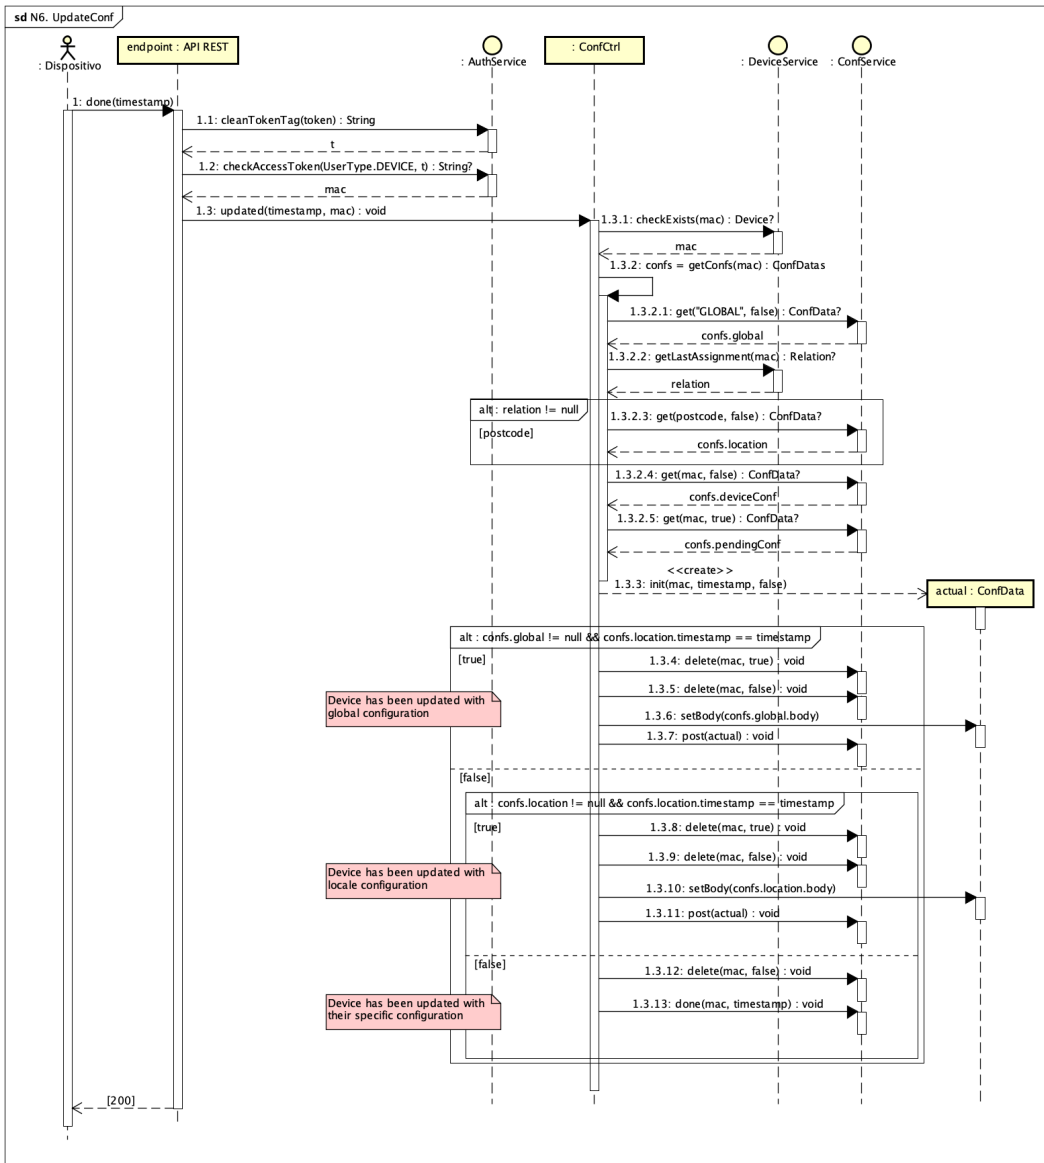 sd N6. UpdateConf
: Dispositivo
endpoint : API REST
: AuthService
: ConfCtrl
: DeviceService
: ConfService
1: done(timestamp)
1.1: cleanTokenTag(token) : String
t
1.2: checkAccessToken(UserType.DEVICE, t) : String?
mac
1.3: updated(timestamp, mac) : void
1.3.1: checkExists(mac) : Device?
mac
1.3.2: confs = getConfs(mac) : ConfDatas
1.3.2.1: get("GLOBAL", false) : ConfData?
confs.global
1.3.2.2: getLastAssignment(mac) : Relation?
relation
alt : relation != null
[postcode]
1.3.2.3: get(postcode, false) : ConfData?
confs.location
1.3.2.4: get(mac, false) : ConfData?
confs.deviceConf
1.3.2.5: get(mac, true) : ConfData?
confs.pendingConf
<<create>>
1.3.3: init(mac, timestamp, false)
actual : ConfData
alt : confs.global != null && confs.location.timestamp == timestamp
[true]
1.3.4: delete(mac, true) : void
1.3.5: delete(mac, false) : void
Device has been updated with
global configuration
1.3.6: setBody(confs.global.body)
1.3.7: post(actual) : void
[false]
alt : confs.location != null && confs.location.timestamp == timestamp
[true]
1.3.8: delete(mac, true) : void
1.3.9: delete(mac, false) : void
Device has been updated with
locale configuration
1.3.10: setBody(confs.location.body)
1.3.11: post(actual) : void
[false]
1.3.12: delete(mac, false) : void
Device has been updated with
their specific configuration
1.3.13: done(mac, timestamp) : void
[200]